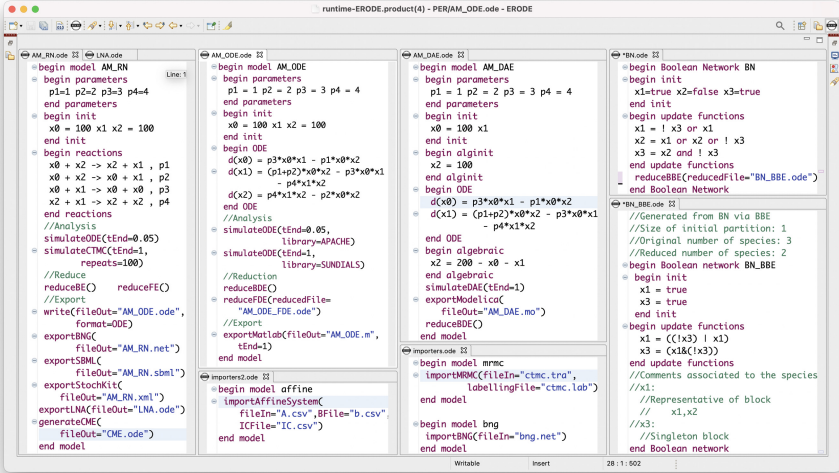 runtime-ERODE.product(4) - PER/AM_ODE.ode - ERODE
AM_RN.ode
LNA.ode
begin model AM_RN
begin parameters
p1=1 p2=2 p3=3 p4=4
end parameters
begin init
x0 = 100 x1 x2 = 100
end init
begin reactions
x0 + x2 -> x2 + x1 , p1
x0 + x1 -> x0 + x2 , p2
x0 + x1 -> x0 + x0 , p3
x2 + x1 -> x2 + x2 , p4
end reactions
//Analysis
simulateODE(tEnd=0.05)
simulateCTMC(tEnd=1,
repeats=100)
//Reduce
reduceBE() reduceFE()
//Export
write(fileOut="AM_ODE.ode",
format=ODE)
exportBNG(
fileOut="AM_RN.net")
exportSBML(
fileOut="AM_RN.sbml")
exportStochKit(
fileOut="AM_RN.xml")
exportLNA(fileOut="LNA.ode")
generateCME(
fileOut="CME.ode")
end model
Line: 1
AM_ODE.ode
begin model AM_ODE
begin parameters
p1 = 1 p2 = 2 p3 = 3 p4 = 4
end parameters
begin init
x0 = 100 x1 x2 = 100
end init
begin ODE
d(x0) = p3*x0*x1 - p1*x0*x2
d(x1) = (p1+p2)*x0*x2 - p3*x0*x1
- p4*x1*x2
d(x2) = p4*x1*x2 - p2*x0*x2
end ODE
//Analysis
simulateODE(tEnd=0.05,
library=APACHE)
simulateODE(tEnd=1,
library=SUNDIALS)
//Reduction
reduceBDE()
reduceFDE(reducedFile=
"AM_ODE_FDE.ode")
//Export
exportMatlab(fileOut="AM_ODE.m",
tEnd=1)
end model
importers2.ode
begin model affine
importAffineSystem(
fileIn="A.csv",BFile="b.csv",
ICFile="IC.csv")
end model
AM_DAE.ode
begin model AM_DAE
begin parameters
p1 = 1 p2 = 2 p3 = 3 p4 = 4
end parameters
begin init
x0 = 100 x1
end init
begin alginit
x2 = 100
end alginit
begin ODE
d(x0) = p3*x0*x1 - p1*x0*x2
d(x1) = (p1+p2)*x0*x2 - p3*x0*x1
- p4*x1*x2
end ODE
begin algebraic
x2 = 200 - x0 - x1
end algebraic
simulateDAE(tEnd=1)
exportModelica(
fileOut="AM_DAE.mo")
reduceBDE()
end model
importers.ode
begin model mrmc
importMRMC(fileIn="ctmc.tra",
labellingFile="ctmc.lab")
end model
begin model bng
importBNG(fileIn="bng.net")
end model
*BN.ode
begin Boolean Network BN
begin init
x1=true x2=false x3=true
end init
begin update functions
x1 = ! x3 or x1
x2 = x1 or x2 or ! x3
x3 = x2 and ! x3
end update functions
reduceBBE(reducedFile="BN_BBE.ode")
end Boolean Network
*BN_BBE.ode
//Generated from BN via BBE
//Size of initial partition: 1
//Original number of species: 3
//Reduced number of species: 2
begin Boolean network BN_BBE
begin init
x1 = true
x3 = true
end init
begin update functions
x1 = ((!x3) | x1)
x3 = (x1&(!x3))
end update functions
//Comments associated to the species
//x1:
//Representative of block
// x1,x2
//x3:
//Singleton block
end Boolean network
Writable
Insert
28 : 1 : 502